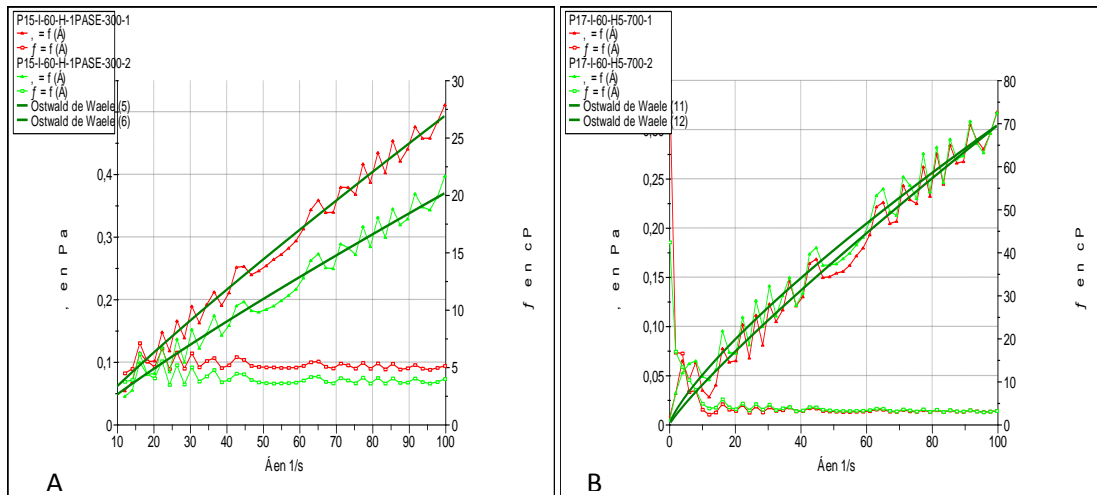 P15-I-60-H-1PASE-300-1
‚ = f (Á)
ƒ = f (Á)
P15-I-60-H-1PASE-300-2
‚ = f (Á)
ƒ = f (Á)
Ostwald de Waele (5)
Ostwald de Waele (6)
0,4
0,3
0,2
0,1
0
‚ en Pa
30
25
20
15
10
5
0
ƒ en cP
10 20 30 40 50 60 70 80 90 100
Á en 1/s
A
P17-I-60-H5-700-1
‚ = f (Á)
ƒ = f (Á)
P17-I-60-H5-700-2
‚ = f (Á)
ƒ = f (Á)
Ostwald de Waele (11)
Ostwald de Waele (12)
0,25
0,20
0,15
0,10
0,05
0
‚ en Pa
80
70
60
50
40
30
20
10
0
ƒ en cP
0 20 40 60 80 100
Á en 1/s
B